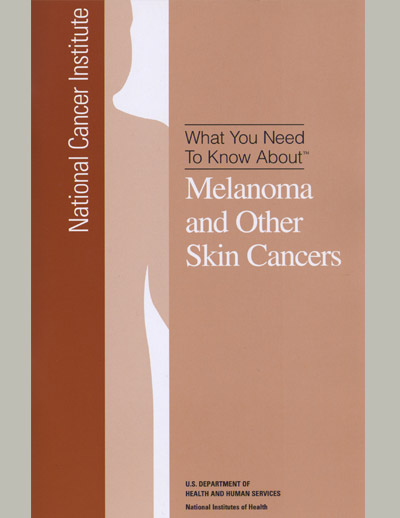 National Cancer Institute
What You Need
To Know About™
Melanoma
and Other
Skin Cancers
U.S. DEPARTMENT OF
HEALTH AND HUMAN SERVICES
National Institutes of Health